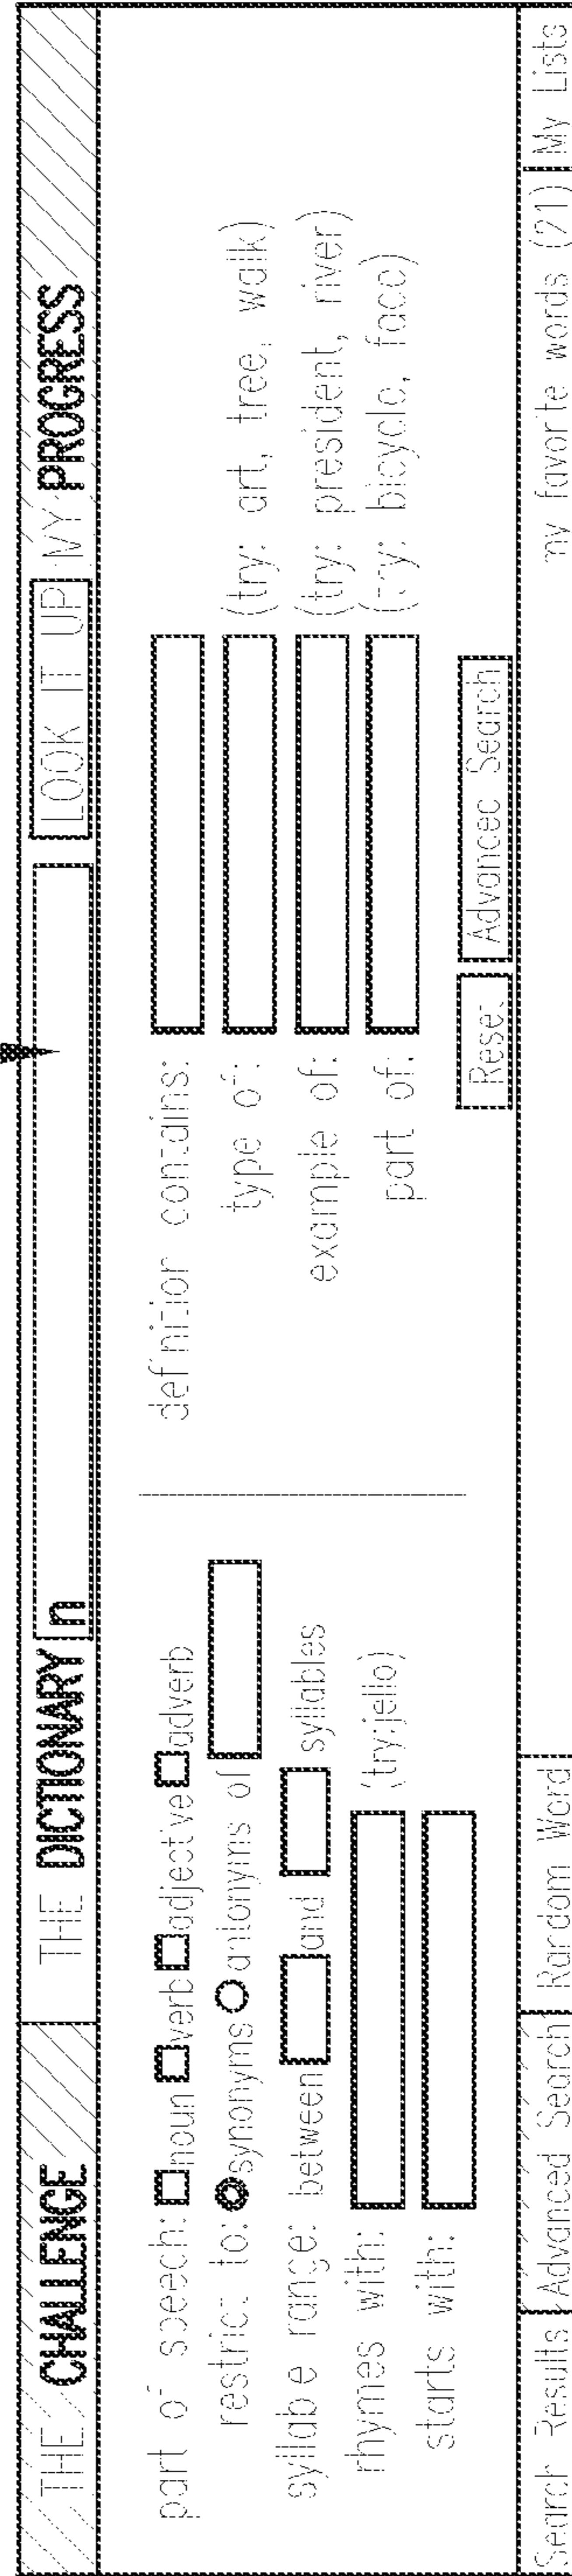 THE CHALLENGE THE DICTIONARY n LOOK IT UP MY PROGRESS
part of speech: noun verb adjective adverb
restrict to: synonyms antonyms of
syllable range: between and syllables
rhymes with: (try:jello)
starts with:
definition contains:
type of: (try: art, tree, walk)
example of: (try: president, river)
part of: (try: bicycle, face)
Reset Advanced Search
Search Results Advanced Search Random Word my favorite words (21) My Lists